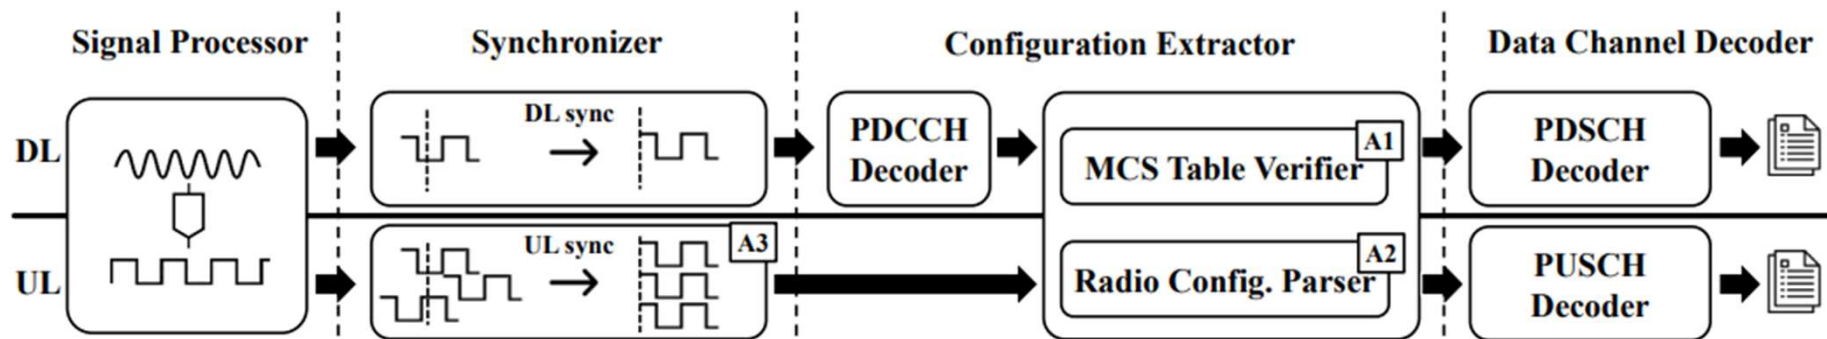 Signal Processor
Synchronizer
Configuration Extractor
Data Channel Decoder
DL
DL sync
PDCCH
Decoder
A1
MCS Table Verifier
PDSCH
Decoder
UL
UL sync
A3
A2
Radio Config. Parser
PUSCH
Decoder